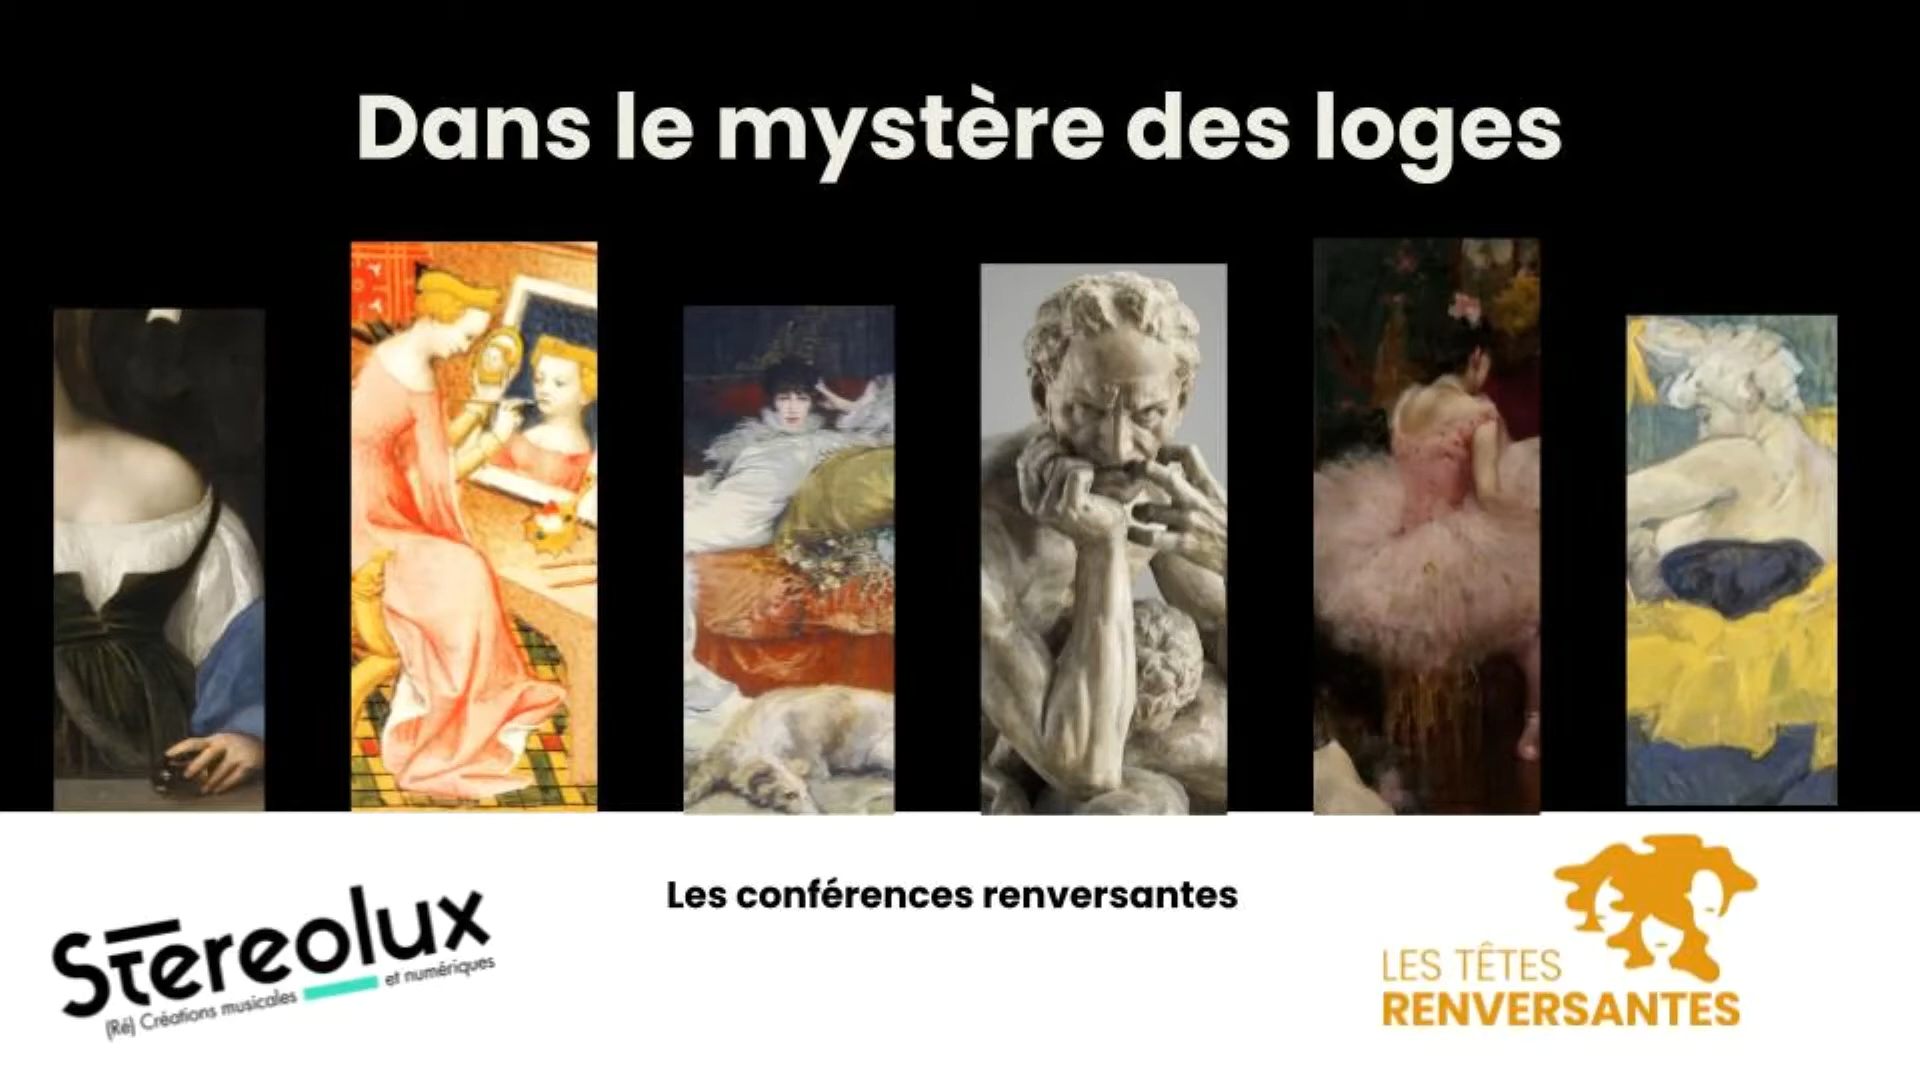 Dans le mystère des loges
Les conférences renversantes
Stereolux
(Ré) Créations musicales et numériques
LES TÊTES
RENVERSANTES